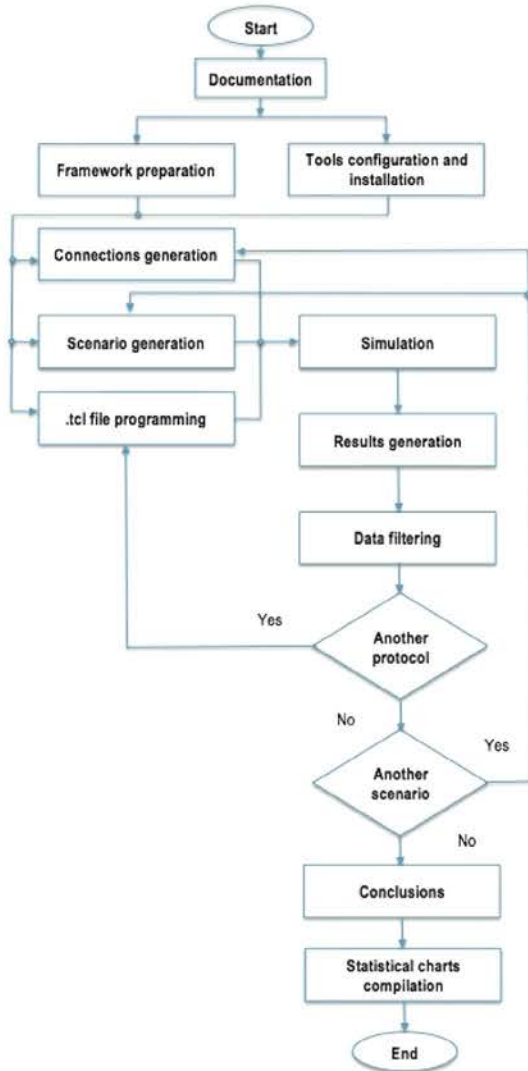 Start
Documentation
Framework preparation
Tools configuration and
installation
Connections generation
Scenario generation
Simulation
.tcl file programming
Results generation
Data filtering
Yes
Another
protocol
No
Yes
Another
scenario
No
Conclusions
Statistical charts
compilation
End